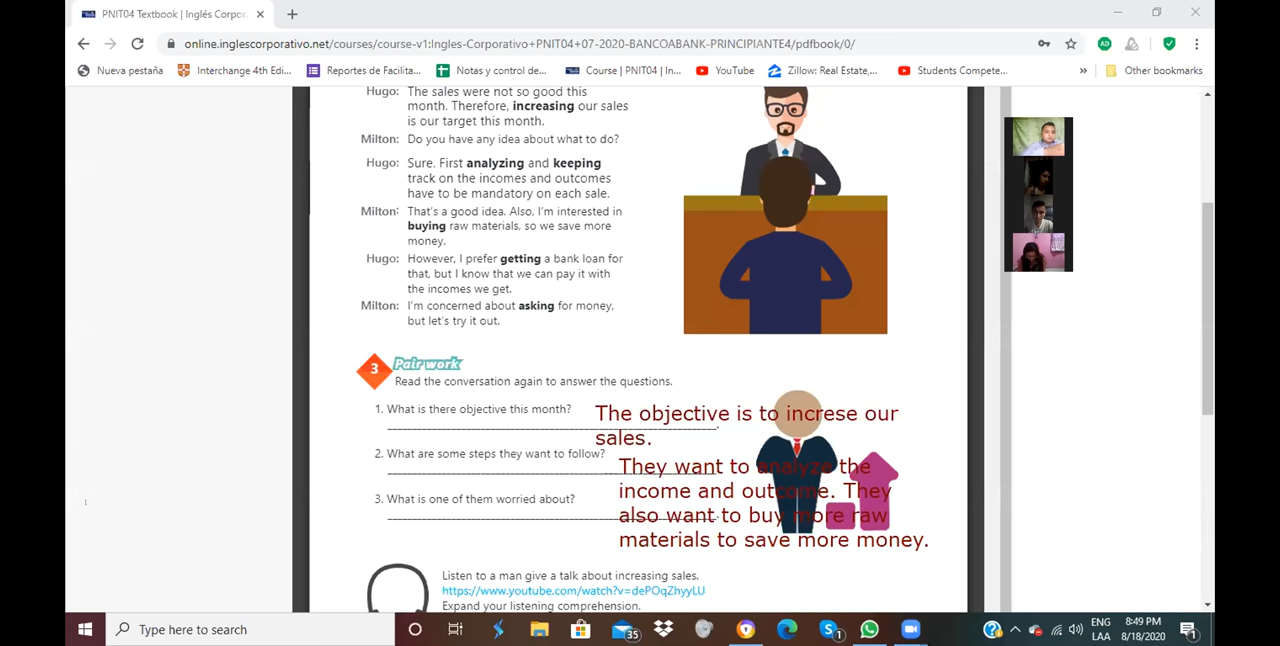 PNIT04 Textbook | Inglés Corpor
online.inglescorporativo.net/courses/course-v1:Ingles-Corporativo+PNIT04+07-2020-BANCOABANK-PRINCIPIANTE4/pdfbook/0/
Nueva pestaña
Interchange 4th Edi...
Reportes de Facilita...
Notas y control de...
Course | PNIT04 | In...
YouTube
Zillow: Real Estate,...
Students Compete...
»
Other bookmarks
Hugo: The sales were not so good this
month. Therefore, increasing our sales
is our target this month.
Milton: Do you have any idea about what to do?
Hugo: Sure. First analyzing and keeping
track on the incomes and outcomes
have to be mandatory on each sale.
Milton: That's a good idea. Also, I'm interested in
buying raw materials, so we save more
money.
Hugo: However, I prefer getting a bank loan for
that, but I know that we can pay it with
the incomes we get.
Milton: I'm concerned about asking for money,
but let's try it out.
3 Pair work
Read the conversation again to answer the questions.
1. What is there objective this month?
The objective is to increse our
sales.
2. What are some steps they want to follow?
They want to analyze the
income and outcome. They
also want to buy more raw
materials to save more money.
3. What is one of them worried about?
Listen to a man give a talk about increasing sales.
https://www.youtube.com/watch?v=dePOqZhyyLU
Expand your listening comprehension.
Type here to search
35
1
ENG
LAA
8:49 PM
8/18/2020
1